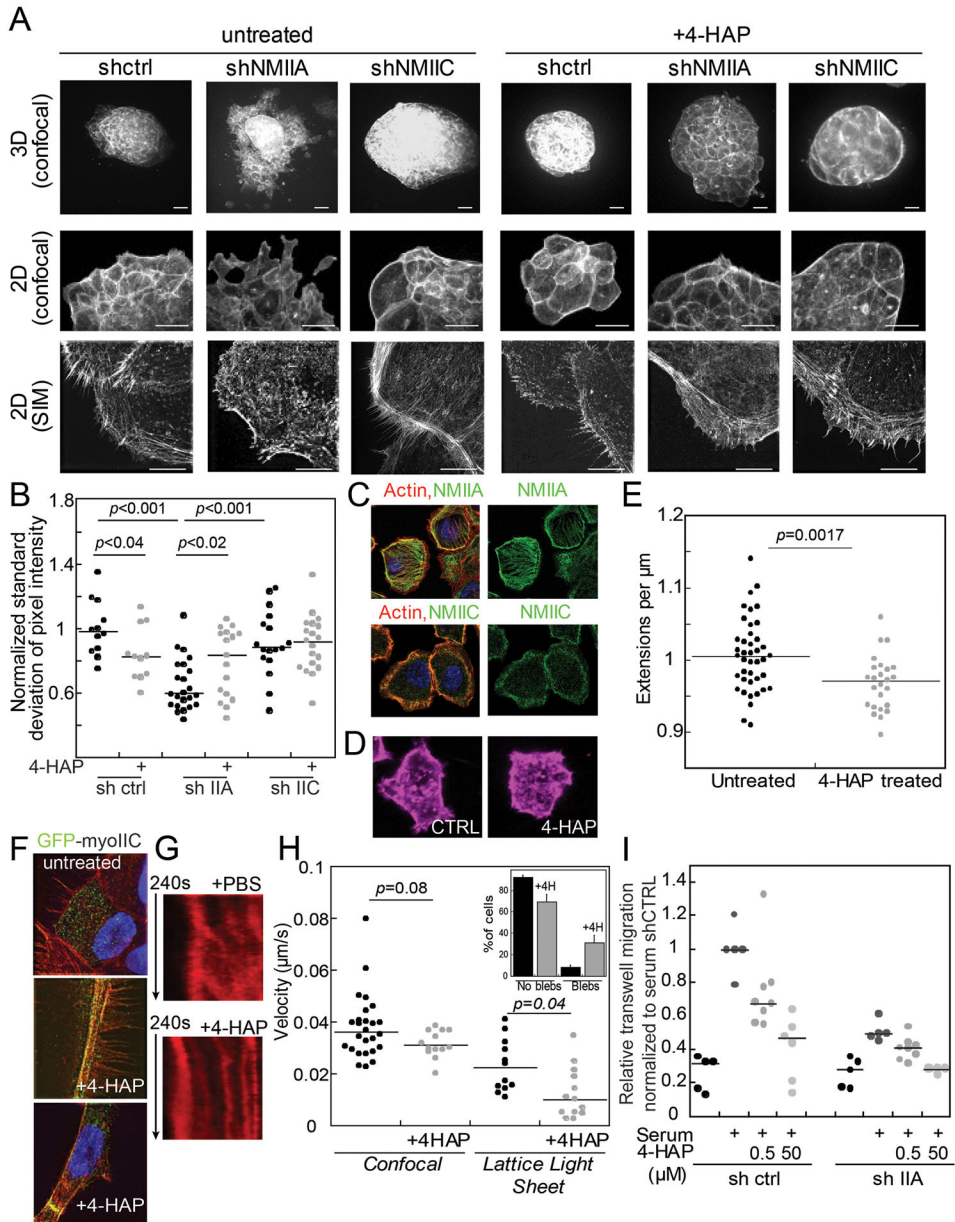 A
untreated
+4-HAP
shctrl shNMIIA shNMIIC shctrl shNMIIA shNMIIC
3D
(confocal)
2D
(confocal)
2D
(SIM)
B
Normalized standard
deviation of pixel intensity
1.8
1.4
1
0.6
p<0.001 p<0.001
p<0.04 p<0.02
4-HAP + + +
sh ctrl sh IIA sh IIC
C
Actin,NMIIA NMIIA
Actin,NMIIC NMIIC
D
CTRL 4-HAP
E
Extensions per µm
1.2
1.1
1
0.9
p=0.0017
Untreated 4-HAP treated
F
GFP-myoIIC
untreated
+4-HAP
+4-HAP
G
240s +PBS
240s +4-HAP
H
Velocity (µm/s)
0.1
0.08
0.06
0.04
0.02
0
p=0.08
p=0.04
%of cells
80
60
40
20
0
+4H
+4H
No blebs Blebs
+4HAP +4HAP
Confocal Lattice Light
Sheet
I
Relative transwell migration
normalized to serum shCTRL
1.4
1.2
1
0.8
0.6
0.4
0.2
0
Serum + + + + + +
4-HAP 0.5 50 0.5 50
(µM)
sh ctrl sh IIA